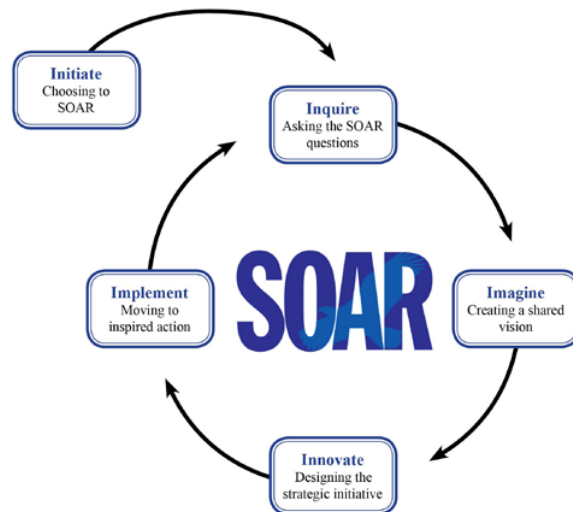 Initiate
Choosing to
SOAR
Inquire
Asking the SOAR
questions
Imagine
Creating a shared
vision
Innovate
Designing the
strategic initiative
Implement
Moving to
inspired action
SOAR